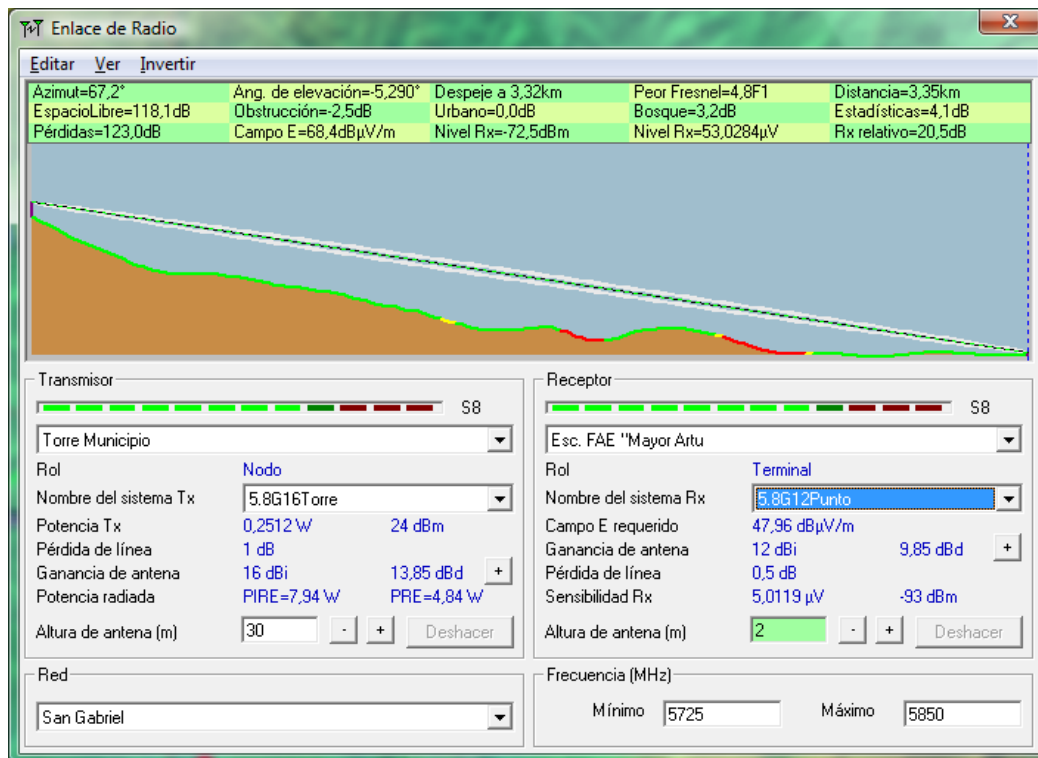 Enlace de Radio
Editar Ver Invertir
Azimut=67,2° Ang. de elevación=-5,290° Despeje a 3,32km Peor Fresnel=4,8F1 Distancia=3,35km
EspacioLibre=118,1dB Obstrucción=-2,5dB Urbano=0,0dB Bosque=3,2dB Estadísticas=4,1dB
Pérdidas=123,0dB Campo E=68,4dBµV/m Nivel Rx=-72,5dBm Nivel Rx=53,0284µV Rx relativo=20,5dB
Transmisor
S8
Torre Municipio
Rol Nodo
Nombre del sistema Tx 5.8G16Torre
Potencia Tx 0,2512 W 24 dBm
Pérdida de línea 1 dB
Ganancia de antena 16 dBi 13,85 dBd +
Potencia radiada PIRE=7,94 W PRE=4,84 W
Altura de antena (m) 30 - + Deshacer
Receptor
S8
Esc. FAE "Mayor Artu
Rol Terminal
Nombre del sistema Rx 5.8G12Punto
Campo E requerido 47,96 dBµV/m
Ganancia de antena 12 dBi 9,85 dBd +
Pérdida de línea 0,5 dB
Sensibilidad Rx 5,0119 µV -93 dBm
Altura de antena (m) 2 - + Deshacer
Red
San Gabriel
Frecuencia (MHz)
Mínimo 5725 Máximo 5850